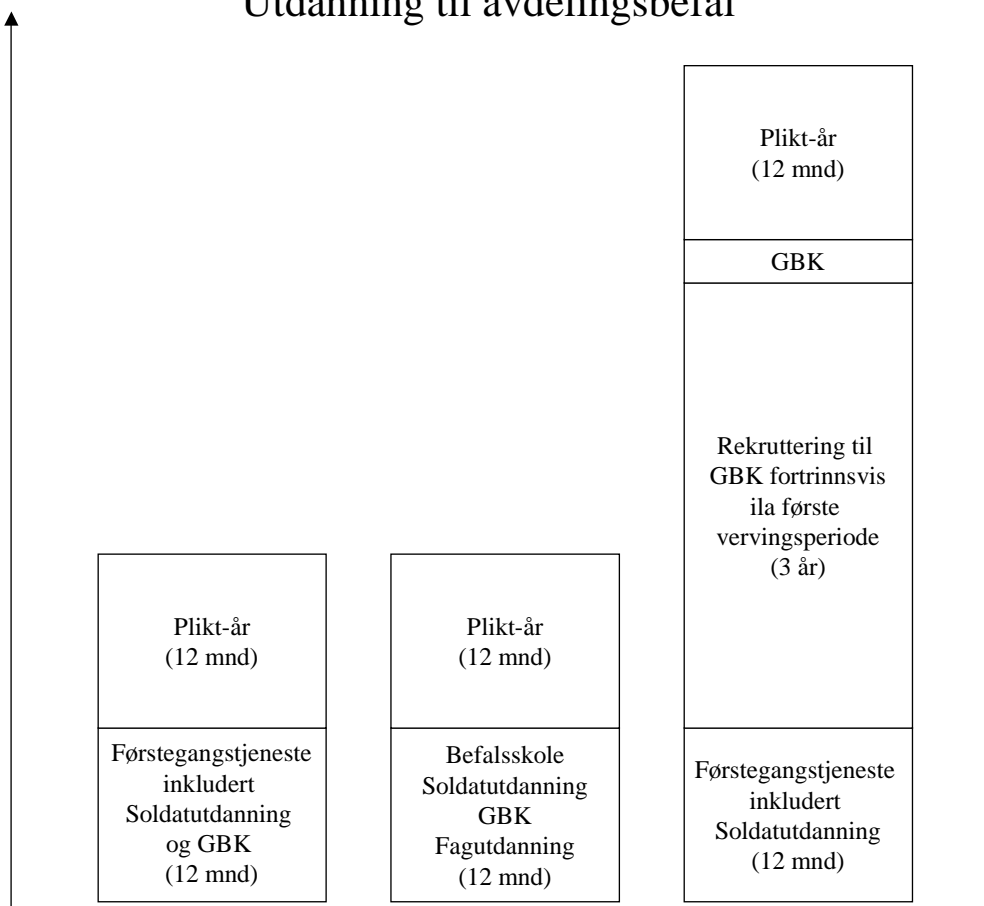 Utdanning til avdelingsbefal
Plikt-år
(12 mnd)
GBK
Rekruttering til
GBK fortrinnsvis
ila første
vervingsperiode
(3 år)
Førstegangstjeneste
inkludert
Soldatutdanning
(12 mnd)
Plikt-år
(12 mnd)
Førstegangstjeneste
inkludert
Soldatutdanning
og GBK
(12 mnd)
Plikt-år
(12 mnd)
Befalsskole
Soldatutdanning
GBK
Fagutdanning
(12 mnd)